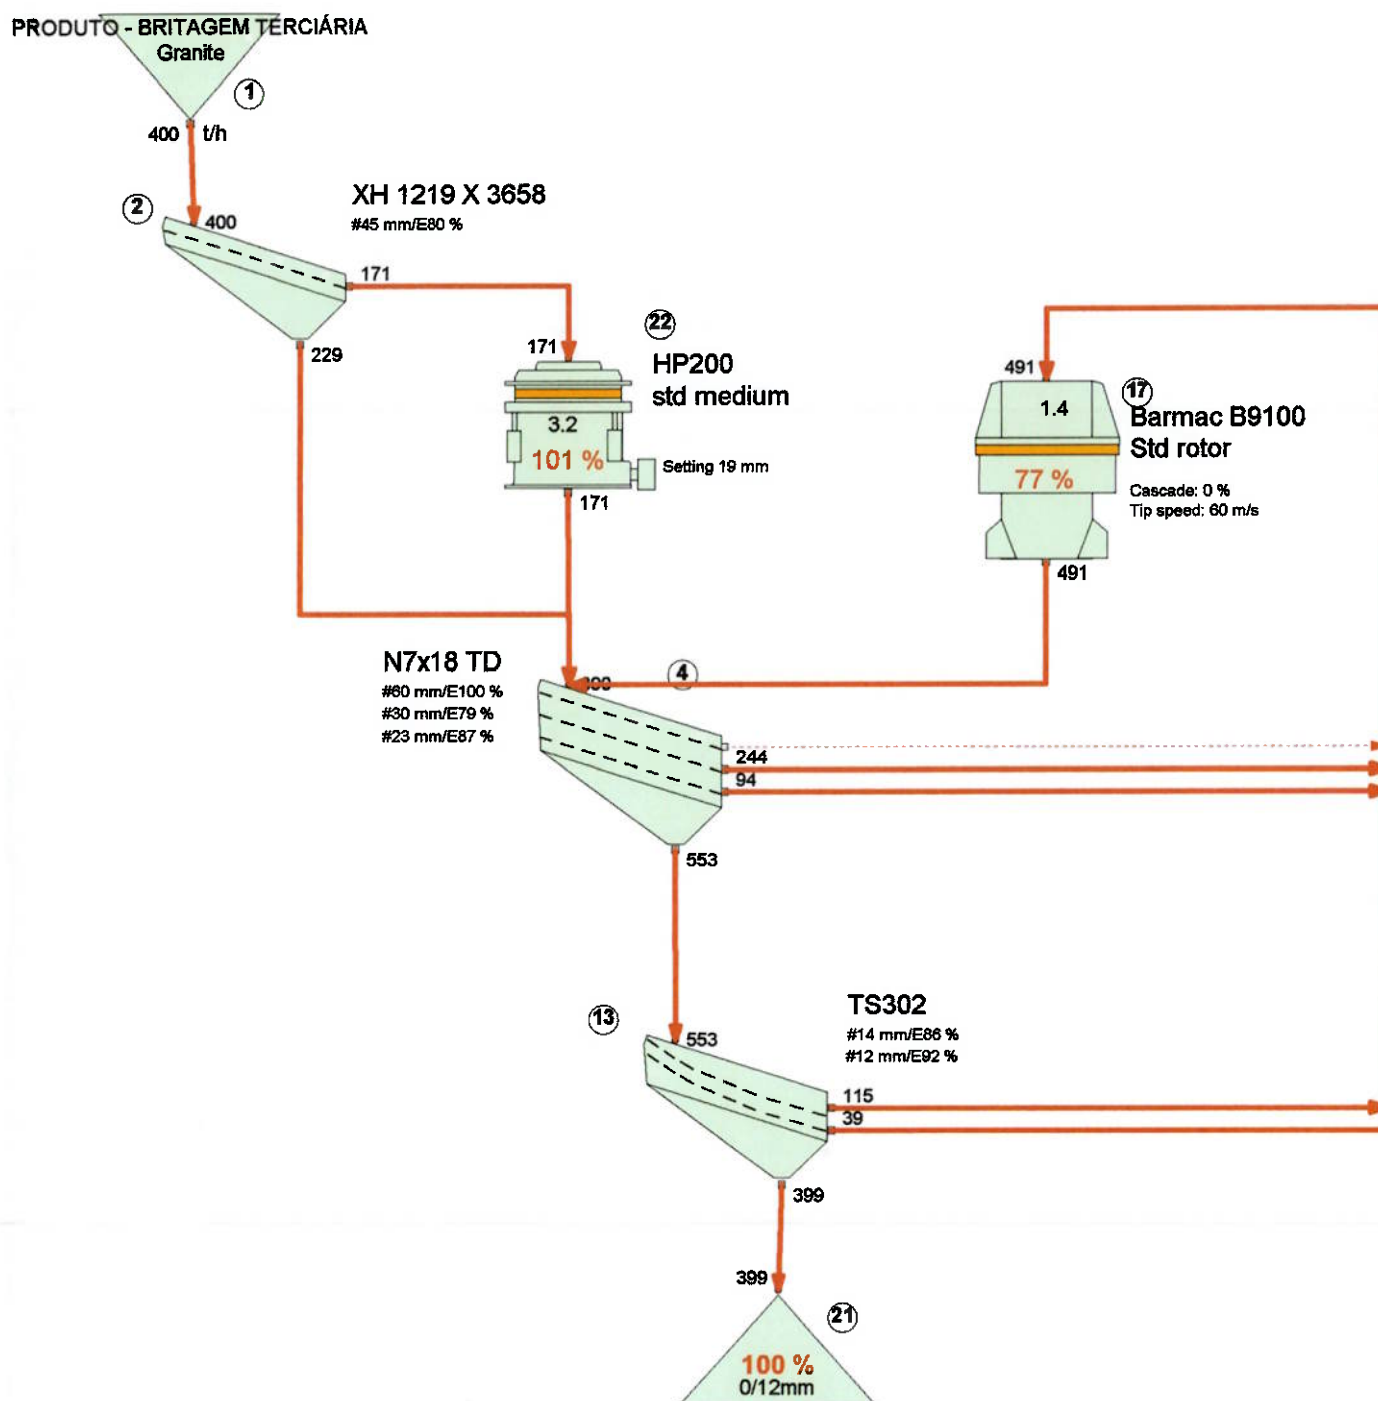 PRODUTO - BRITAGEM TERCIÁRIA
Granite
1
400 t/h
2
400
XH 1219 X 3658
#45 mm/E80 %
171
229
22
171
HP200
std medium
3.2
101 %
Setting 19 mm
171
491
17
1.4
Barmac B9100
Std rotor
77 %
Cascade: 0 %
Tip speed: 60 m/s
491
N7x18 TD
#60 mm/E100 %
#30 mm/E79 %
#23 mm/E87 %
4
244
94
553
13
553
TS302
#14 mm/E86 %
#12 mm/E92 %
115
39
399
399
21
100 %
0/12mm